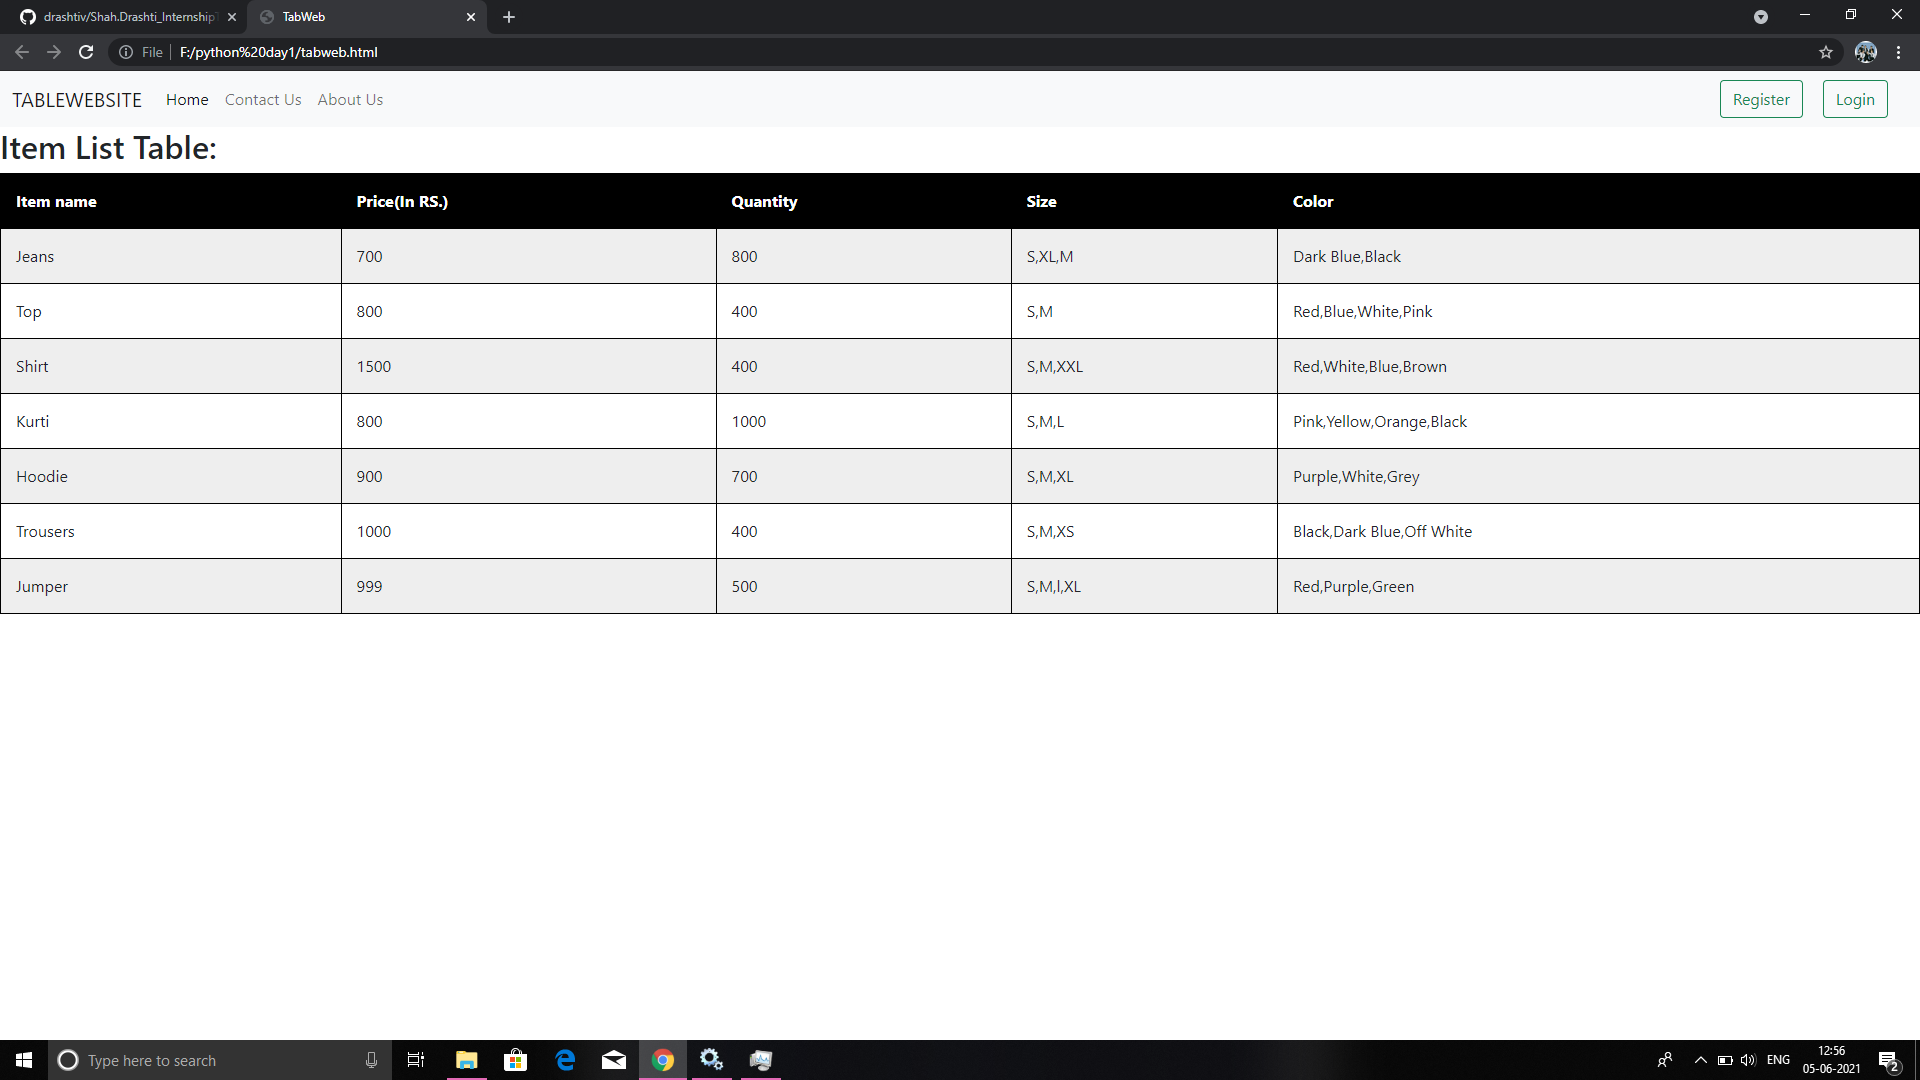 drashtiv/Shah.Drashti_Internship
TabWeb
File
F:/python%20day1/tabweb.html
TABLEWEBSITE Home Contact Us About Us Register Login
Item List Table:
Item name Price(In RS.) Quantity Size Color
Jeans 700 800 S,XL,M Dark Blue,Black
Top 800 400 S,M Red,Blue,White,Pink
Shirt 1500 400 S,M,XXL Red,White,Blue,Brown
Kurti 800 1000 S,M,L Pink,Yellow,Orange,Black
Hoodie 900 700 S,M,XL Purple,White,Grey
Trousers 1000 400 S,M,XS Black,Dark Blue,Off White
Jumper 999 500 S,M,l,XL Red,Purple,Green
Type here to search
ENG
12:56
05-06-2021
2